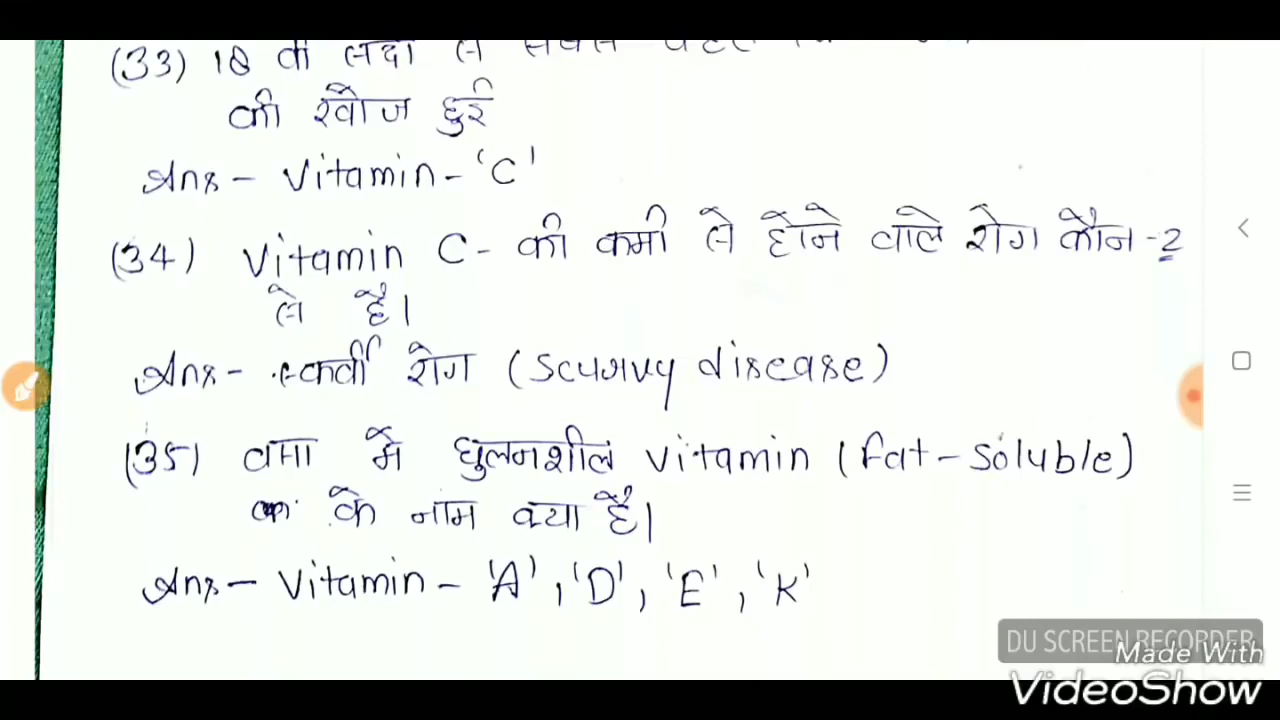 (33) 18 वी सदी से सबसे पहले
की खोज हुई
Ans - Vitamin - 'C'
(34) Vitamin C - की कमी से होने वाले रोग कौन-2
से है।
Ans - स्कर्वी रोग (Scurvy disease)
(35) वसा मे घुलनशील vitamin (fat-soluble)
के नाम क्या है।
Ans - Vitamin - 'A', 'D', 'E', 'K'
DU SCREEN RECORDER
Made With
VideoShow